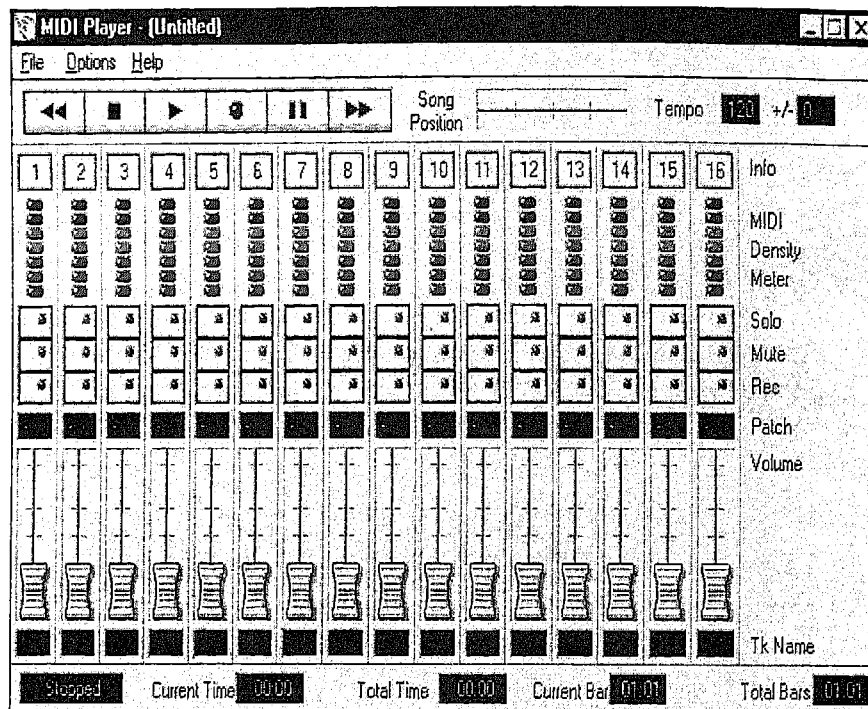 MIDI Player - [Untitled]
File Options Help
Song Position
Tempo 120 +/- 0
1 2 3 4 5 6 7 8 9 10 11 12 13 14 15 16 Info
MIDI
Density
Meter
Solo
Mute
Rec
Patch
Volume
Tk Name
Stopped Current Time 00:00 Total Time 00:00 Current Bar 01:01 Total Bars 01:01